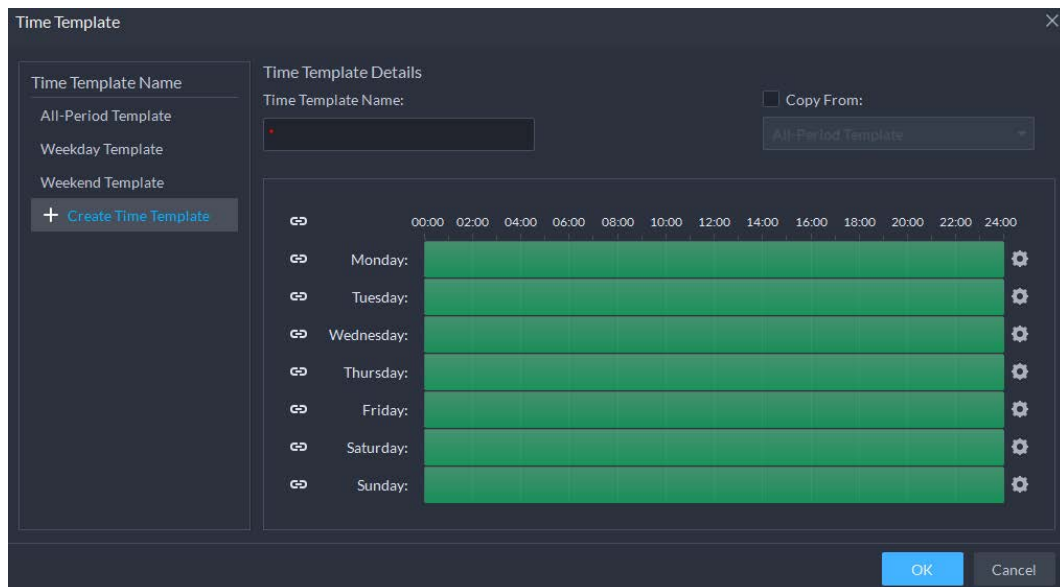 Time Template
Time Template Name
All-Period Template
Weekday Template
Weekend Template
+ Create Time Template
Time Template Details
Time Template Name:
*
Copy From:
All-Period Template
00:00 02:00 04:00 06:00 08:00 10:00 12:00 14:00 16:00 18:00 20:00 22:00 24:00
Monday:
Tuesday:
Wednesday:
Thursday:
Friday:
Saturday:
Sunday:
OK Cancel